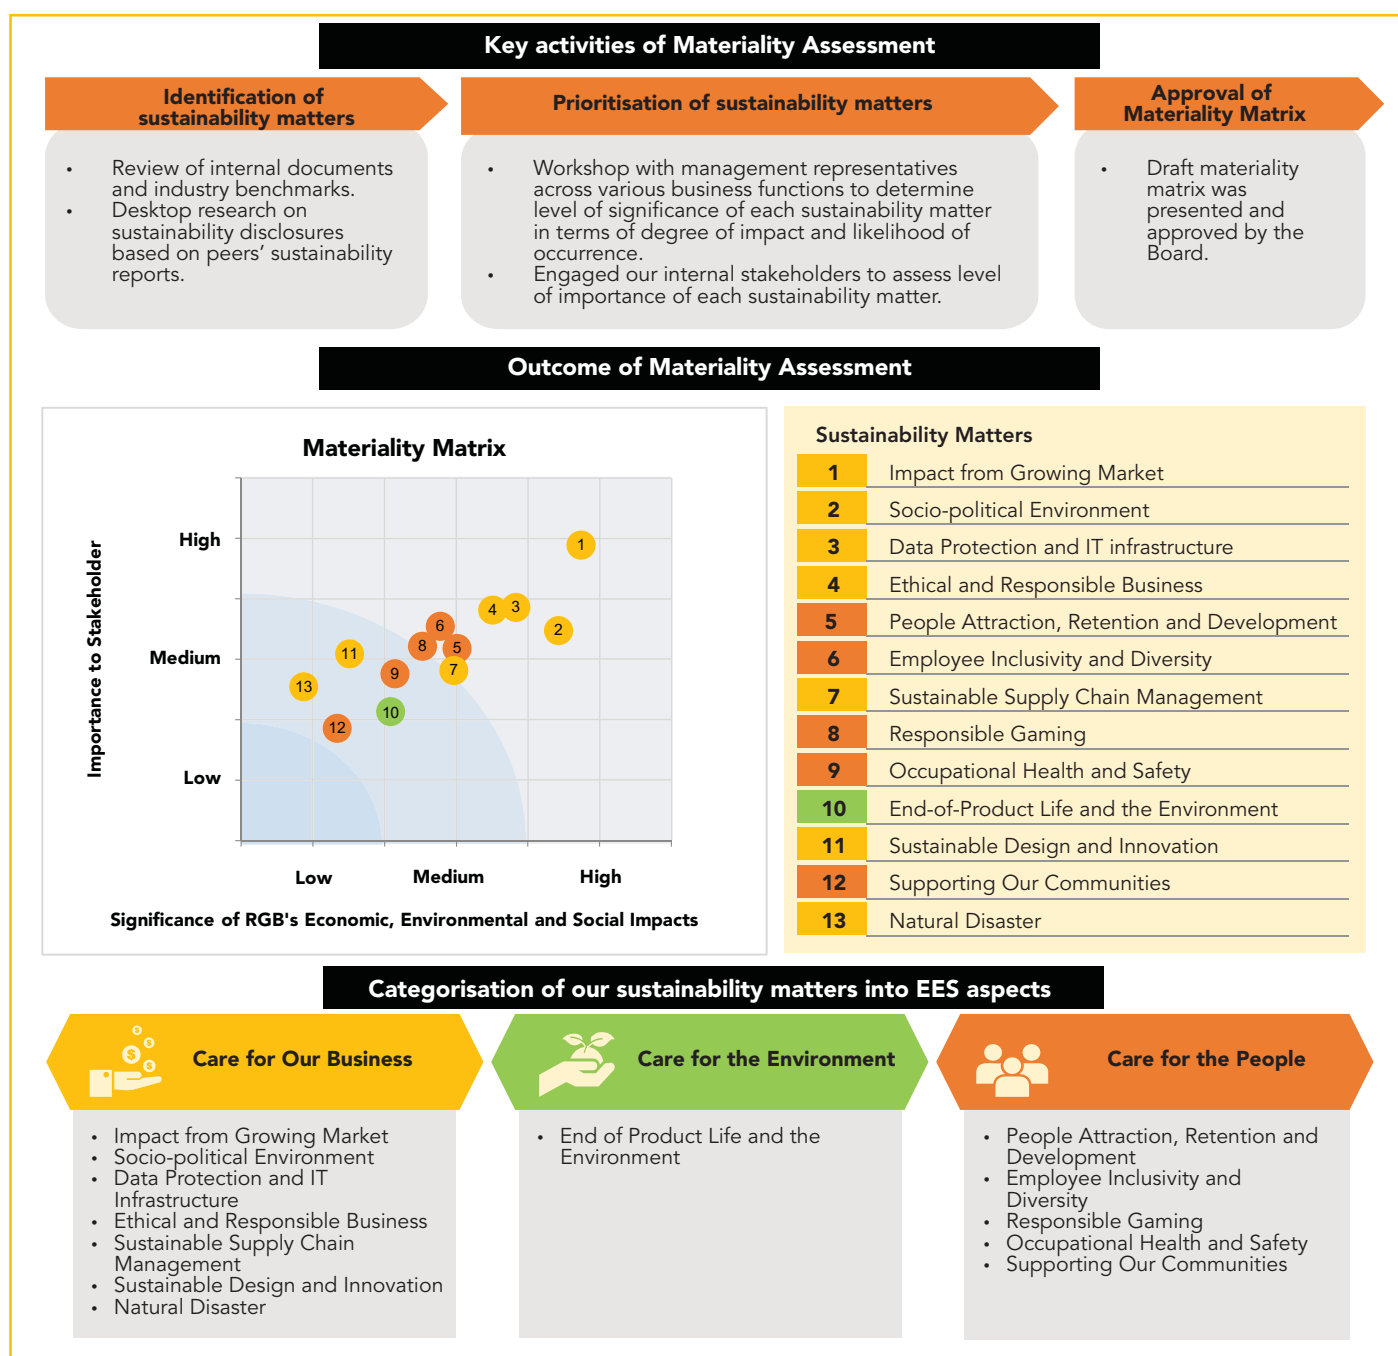 Key activities of Materiality Assessment
Identification of
sustainability matters
• Review of internal documents
and industry benchmarks.
• Desktop research on
sustainability disclosures
based on peers’ sustainability
reports.
Prioritisation of sustainability matters
• Workshop with management representatives
across various business functions to determine
level of significance of each sustainability matter
in terms of degree of impact and likelihood of
occurrence.
• Engaged our internal stakeholders to assess level
of importance of each sustainability matter.
Approval of
Materiality Matrix
• Draft materiality
matrix was
presented and
approved by the
Board.
Outcome of Materiality Assessment
Materiality Matrix
Importance to Stakeholder
High
Medium
Low
1
2
3
4
5
6
7
8
9
10
11
12
13
Low
Medium
High
Significance of RGB's Economic, Environmental and Social Impacts
Sustainability Matters
1 Impact from Growing Market
2 Socio-political Environment
3 Data Protection and IT infrastructure
4 Ethical and Responsible Business
5 People Attraction, Retention and Development
6 Employee Inclusivity and Diversity
7 Sustainable Supply Chain Management
8 Responsible Gaming
9 Occupational Health and Safety
10 End-of-Product Life and the Environment
11 Sustainable Design and Innovation
12 Supporting Our Communities
13 Natural Disaster
Categorisation of our sustainability matters into EES aspects
$
$
$
$
Care for Our Business
• Impact from Growing Market
• Socio-political Environment
• Data Protection and IT
Infrastructure
• Ethical and Responsible Business
• Sustainable Supply Chain
Management
• Sustainable Design and Innovation
• Natural Disaster
Care for the Environment
• End of Product Life and the
Environment
Care for the People
• People Attraction, Retention and
Development
• Employee Inclusivity and
Diversity
• Responsible Gaming
• Occupational Health and Safety
• Supporting Our Communities